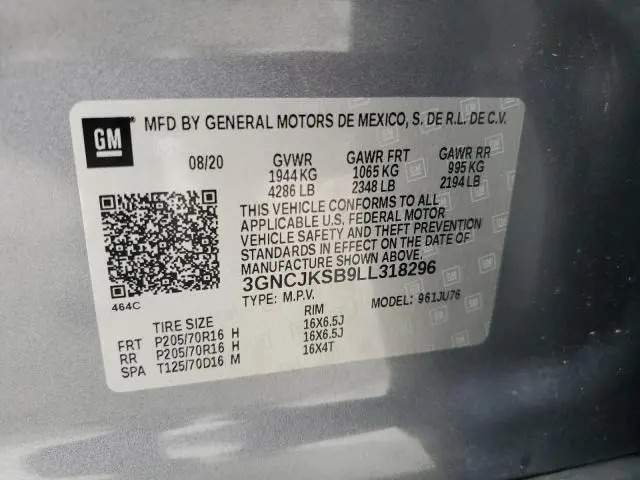 GM
MFD BY GENERAL MOTORS DE MEXICO, S. DE R.L. DE C.V.
08/20 GVWR GAWR FRT GAWR RR
1944 KG 1065 KG 995 KG
4286 LB 2348 LB 2194 LB
THIS VEHICLE CONFORMS TO ALL
APPLICABLE U.S. FEDERAL MOTOR
VEHICLE SAFETY AND THEFT PREVENTION
STANDARDS IN EFFECT ON THE DATE OF
MANUFACTURE SHOWN ABOVE.
3GNCJKSB9LL318296
TYPE: M.P.V. MODEL: 961JU76
464C
TIRE SIZE RIM
FRT P205/70R16 H 16X6.5J
RR P205/70R16 H 16X6.5J
SPA T125/70D16 M 16X4T